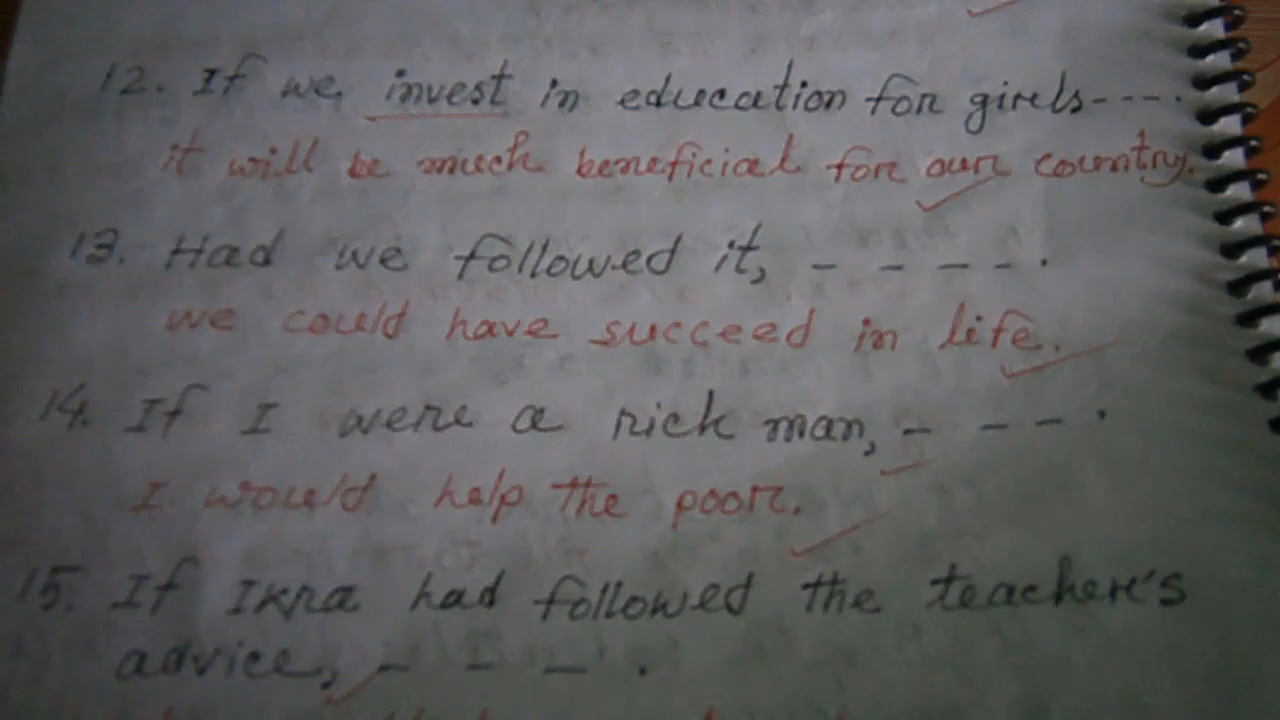 12. If we invest in education for girls----.
it will be much beneficial for our country.
13. Had we followed it, - - - - .
we could have succeed in life.
14. If I were a rich man, - - - .
I would help the poor.
15. If Ikra had followed the teacher's
advice, - - - .